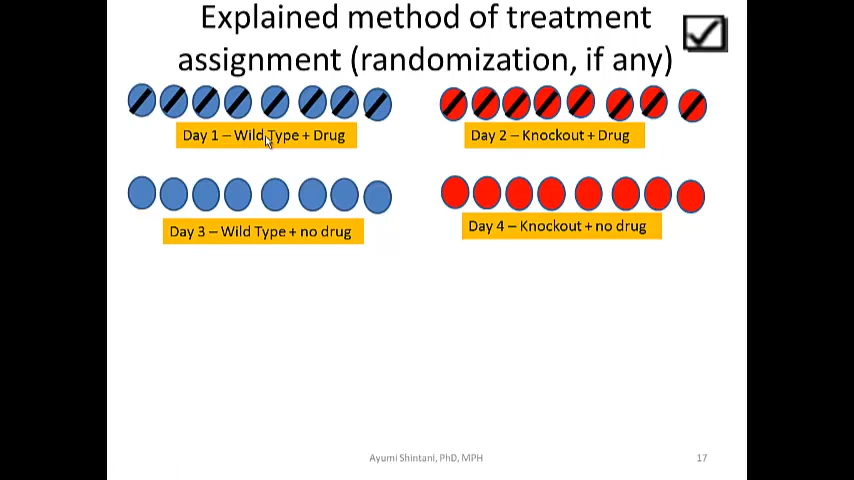 Explained method of treatment
assignment (randomization, if any)
Day 1 – Wild Type + Drug
Day 2 – Knockout + Drug
Day 3 – Wild Type + no drug
Day 4 – Knockout + no drug
Ayumi Shintani, PhD, MPH
17